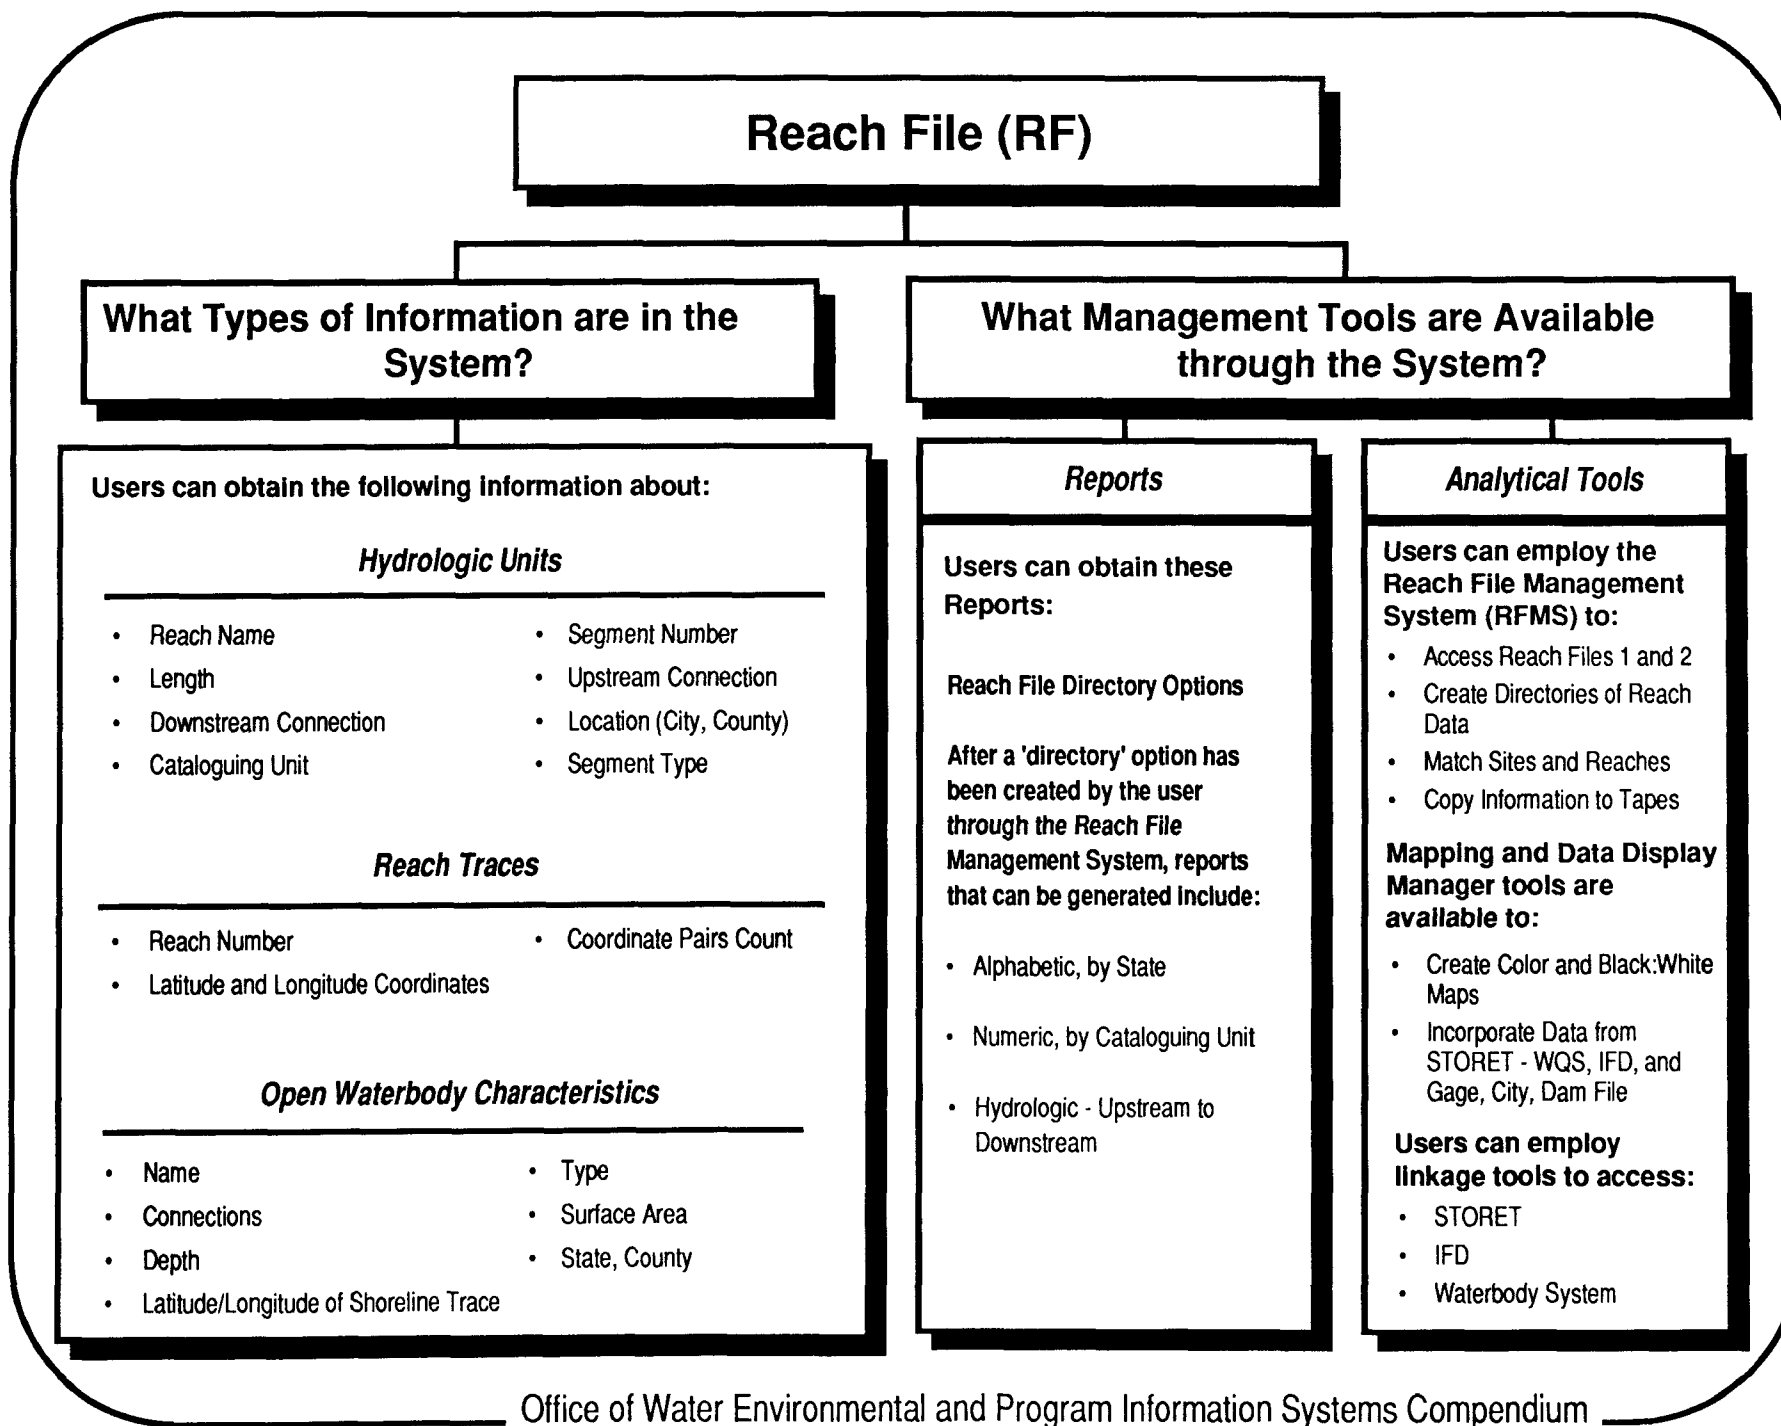 Reach File (RF)
What Types of Information are in the
System?
Users can obtain the following information about:
Hydrologic Units
• Reach Name
• Segment Number
• Length
• Upstream Connection
• Downstream Connection
• Location (City, County)
• Cataloguing Unit
• Segment Type
Reach Traces
• Reach Number
• Coordinate Pairs Count
• Latitude and Longitude Coordinates
Open Waterbody Characteristics
• Name
• Type
• Connections
• Surface Area
• Depth
• State, County
• Latitude/Longitude of Shoreline Trace
What Management Tools are Available
through the System?
Reports
Users can obtain these
Reports:
Reach File Directory Options
After a 'directory' option has
been created by the user
through the Reach File
Management System, reports
that can be generated include:
• Alphabetic, by State
• Numeric, by Cataloguing Unit
• Hydrologic - Upstream to
Downstream
Analytical Tools
Users can employ the
Reach File Management
System (RFMS) to:
• Access Reach Files 1 and 2
• Create Directories of Reach
Data
• Match Sites and Reaches
• Copy Information to Tapes
Mapping and Data Display
Manager tools are
available to:
• Create Color and Black:White
Maps
• Incorporate Data from
STORET - WQS, IFD, and
Gage, City, Dam File
Users can employ
linkage tools to access:
• STORET
• IFD
• Waterbody System
Office of Water Environmental and Program Information Systems Compendium